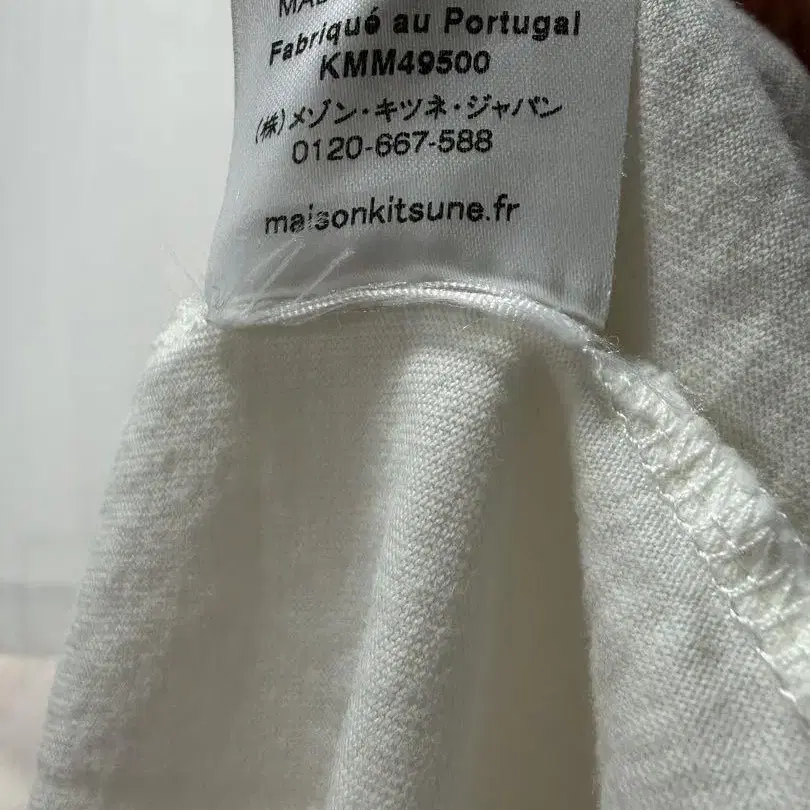 MAD
Fabriqué au Portugal
KMM49500
(株)メゾン・キツネ・ジャパン
0120-667-588
maisonkitsune.fr